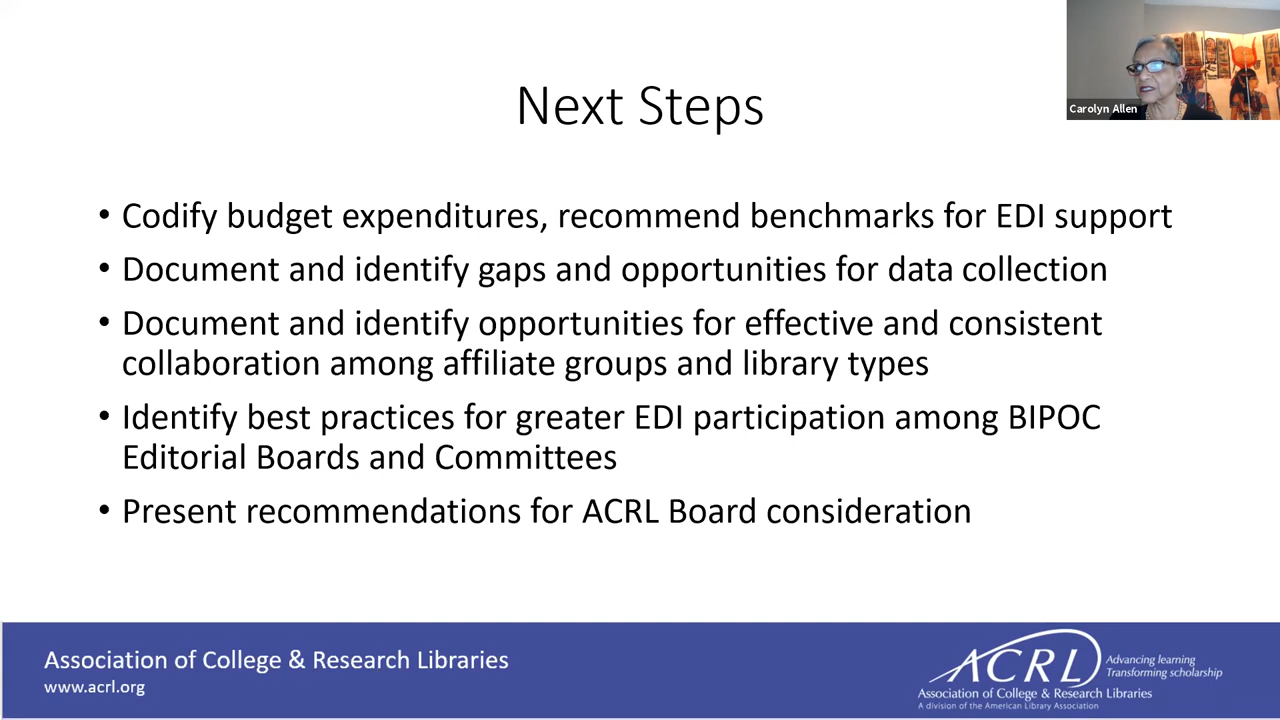 Next Steps
Carolyn Allen
• Codify budget expenditures, recommend benchmarks for EDI support
• Document and identify gaps and opportunities for data collection
• Document and identify opportunities for effective and consistent
collaboration among affiliate groups and library types
• Identify best practices for greater EDI participation among BIPOC
Editorial Boards and Committees
• Present recommendations for ACRL Board consideration
Association of College & Research Libraries
www.acrl.org
ACRL
Advancing learning
Transforming scholarship
Association of College & Research Libraries
A division of the American Library Association